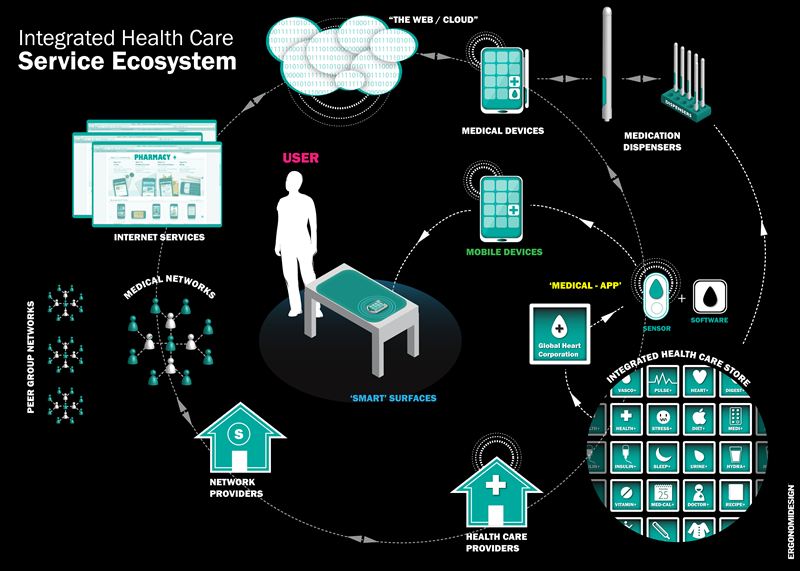 Integrated Health Care
Service Ecosystem
"THE WEB / CLOUD"
MEDICAL DEVICES
MEDICATION
DISPENSERS
DISPENSERS
PHARMACY +
INTERNET SERVICES
USER
MOBILE DEVICES
'MEDICAL - APP'
SENSOR
+
SOFTWARE
Global Heart
Corporation
MEDICAL NETWORKS
PEER GROUP NETWORKS
'SMART' SURFACES
INTEGRATED HEALTH CARE STORE
VASCO+
PULSE+
HEART+
DIGEST
HEALTH+
STRESS+
DIET+
MEDI+
INSULIN+
SLEEP+
URINE+
HYDRA+
25
VITAMIN+
MED-CAL+
DOCTOR+
RECIPE+
S
NETWORK
PROVIDERS
HEALTH CARE
PROVIDERS
ERGONOMIDESIGN